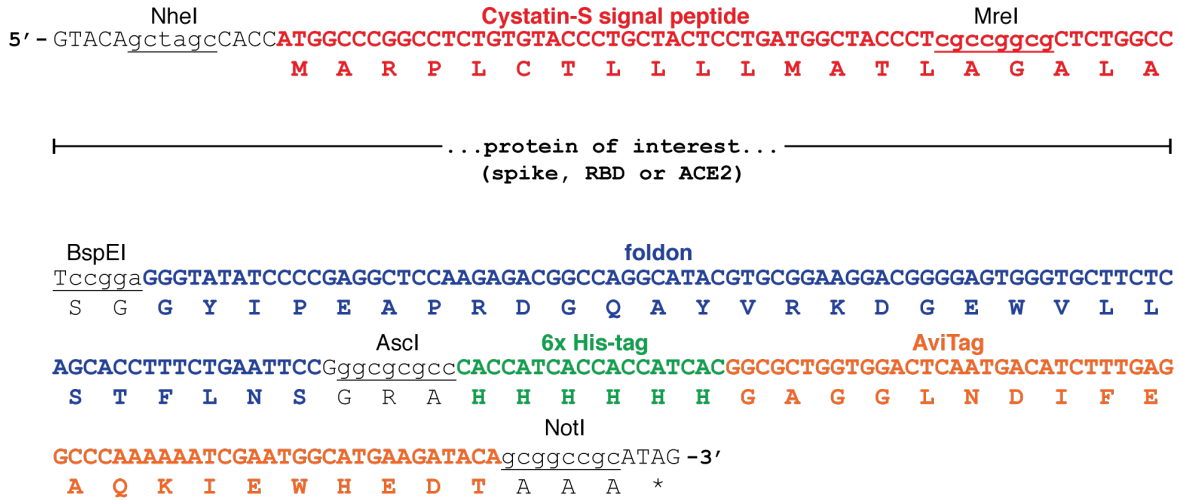 NheI Cystatin-S signal peptide MreI
5′-GTACAgctagcCACCATGGCCCGGCCTCTGTGTACCCTGCTACTCCTGATGGCTACCCTcgccggcgCTCTGGCC
M A R P L C T L L L L M A T L A G A L A
...protein of interest...
(spike, RBD or ACE2)
BspEI foldon
TccggaGGGTATATCCCCGAGGCTCCAAGAGACGGCCAGGCATACGTGCGGAAGGACGGGGAGTGGGTGCTTCTC
S G G Y I P E A P R D G Q A Y V R K D G E W V L L
AscI 6x His-tag AviTag
AGCACCTTTCTGAATTCCGggcgcgccCACCATCACCACCATCACGGCGCTGGTGGACTCAATGACATCTTTGAG
S T F L N S G R A H H H H H H G A G G L N D I F E
NotI
GCCCAAAAAATCGAATGGCATGAAGATACAgcggccgcATAG-3′
A Q K I E W H E D T A A A *